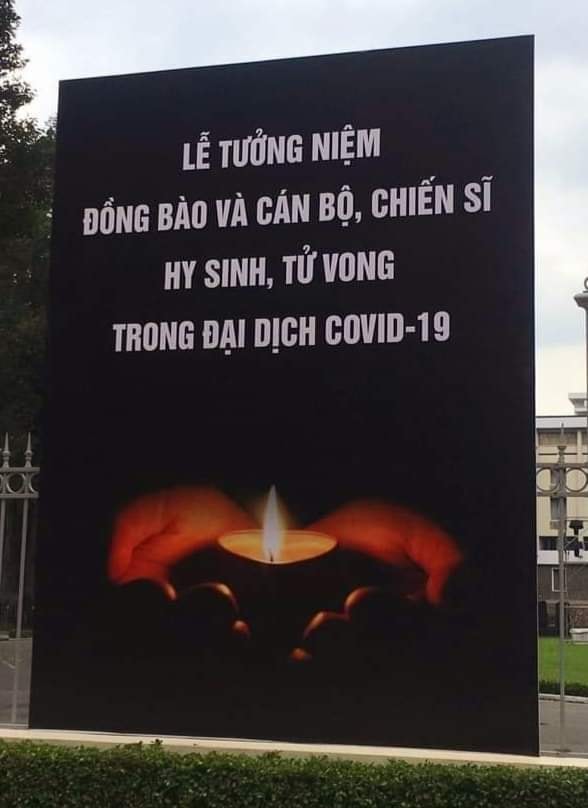 LỄ TƯỞNG NIỆM
ĐỒNG BÀO VÀ CÁN BỘ, CHIẾN SĨ
HY SINH, TỬ VONG
TRONG ĐẠI DỊCH COVID-19